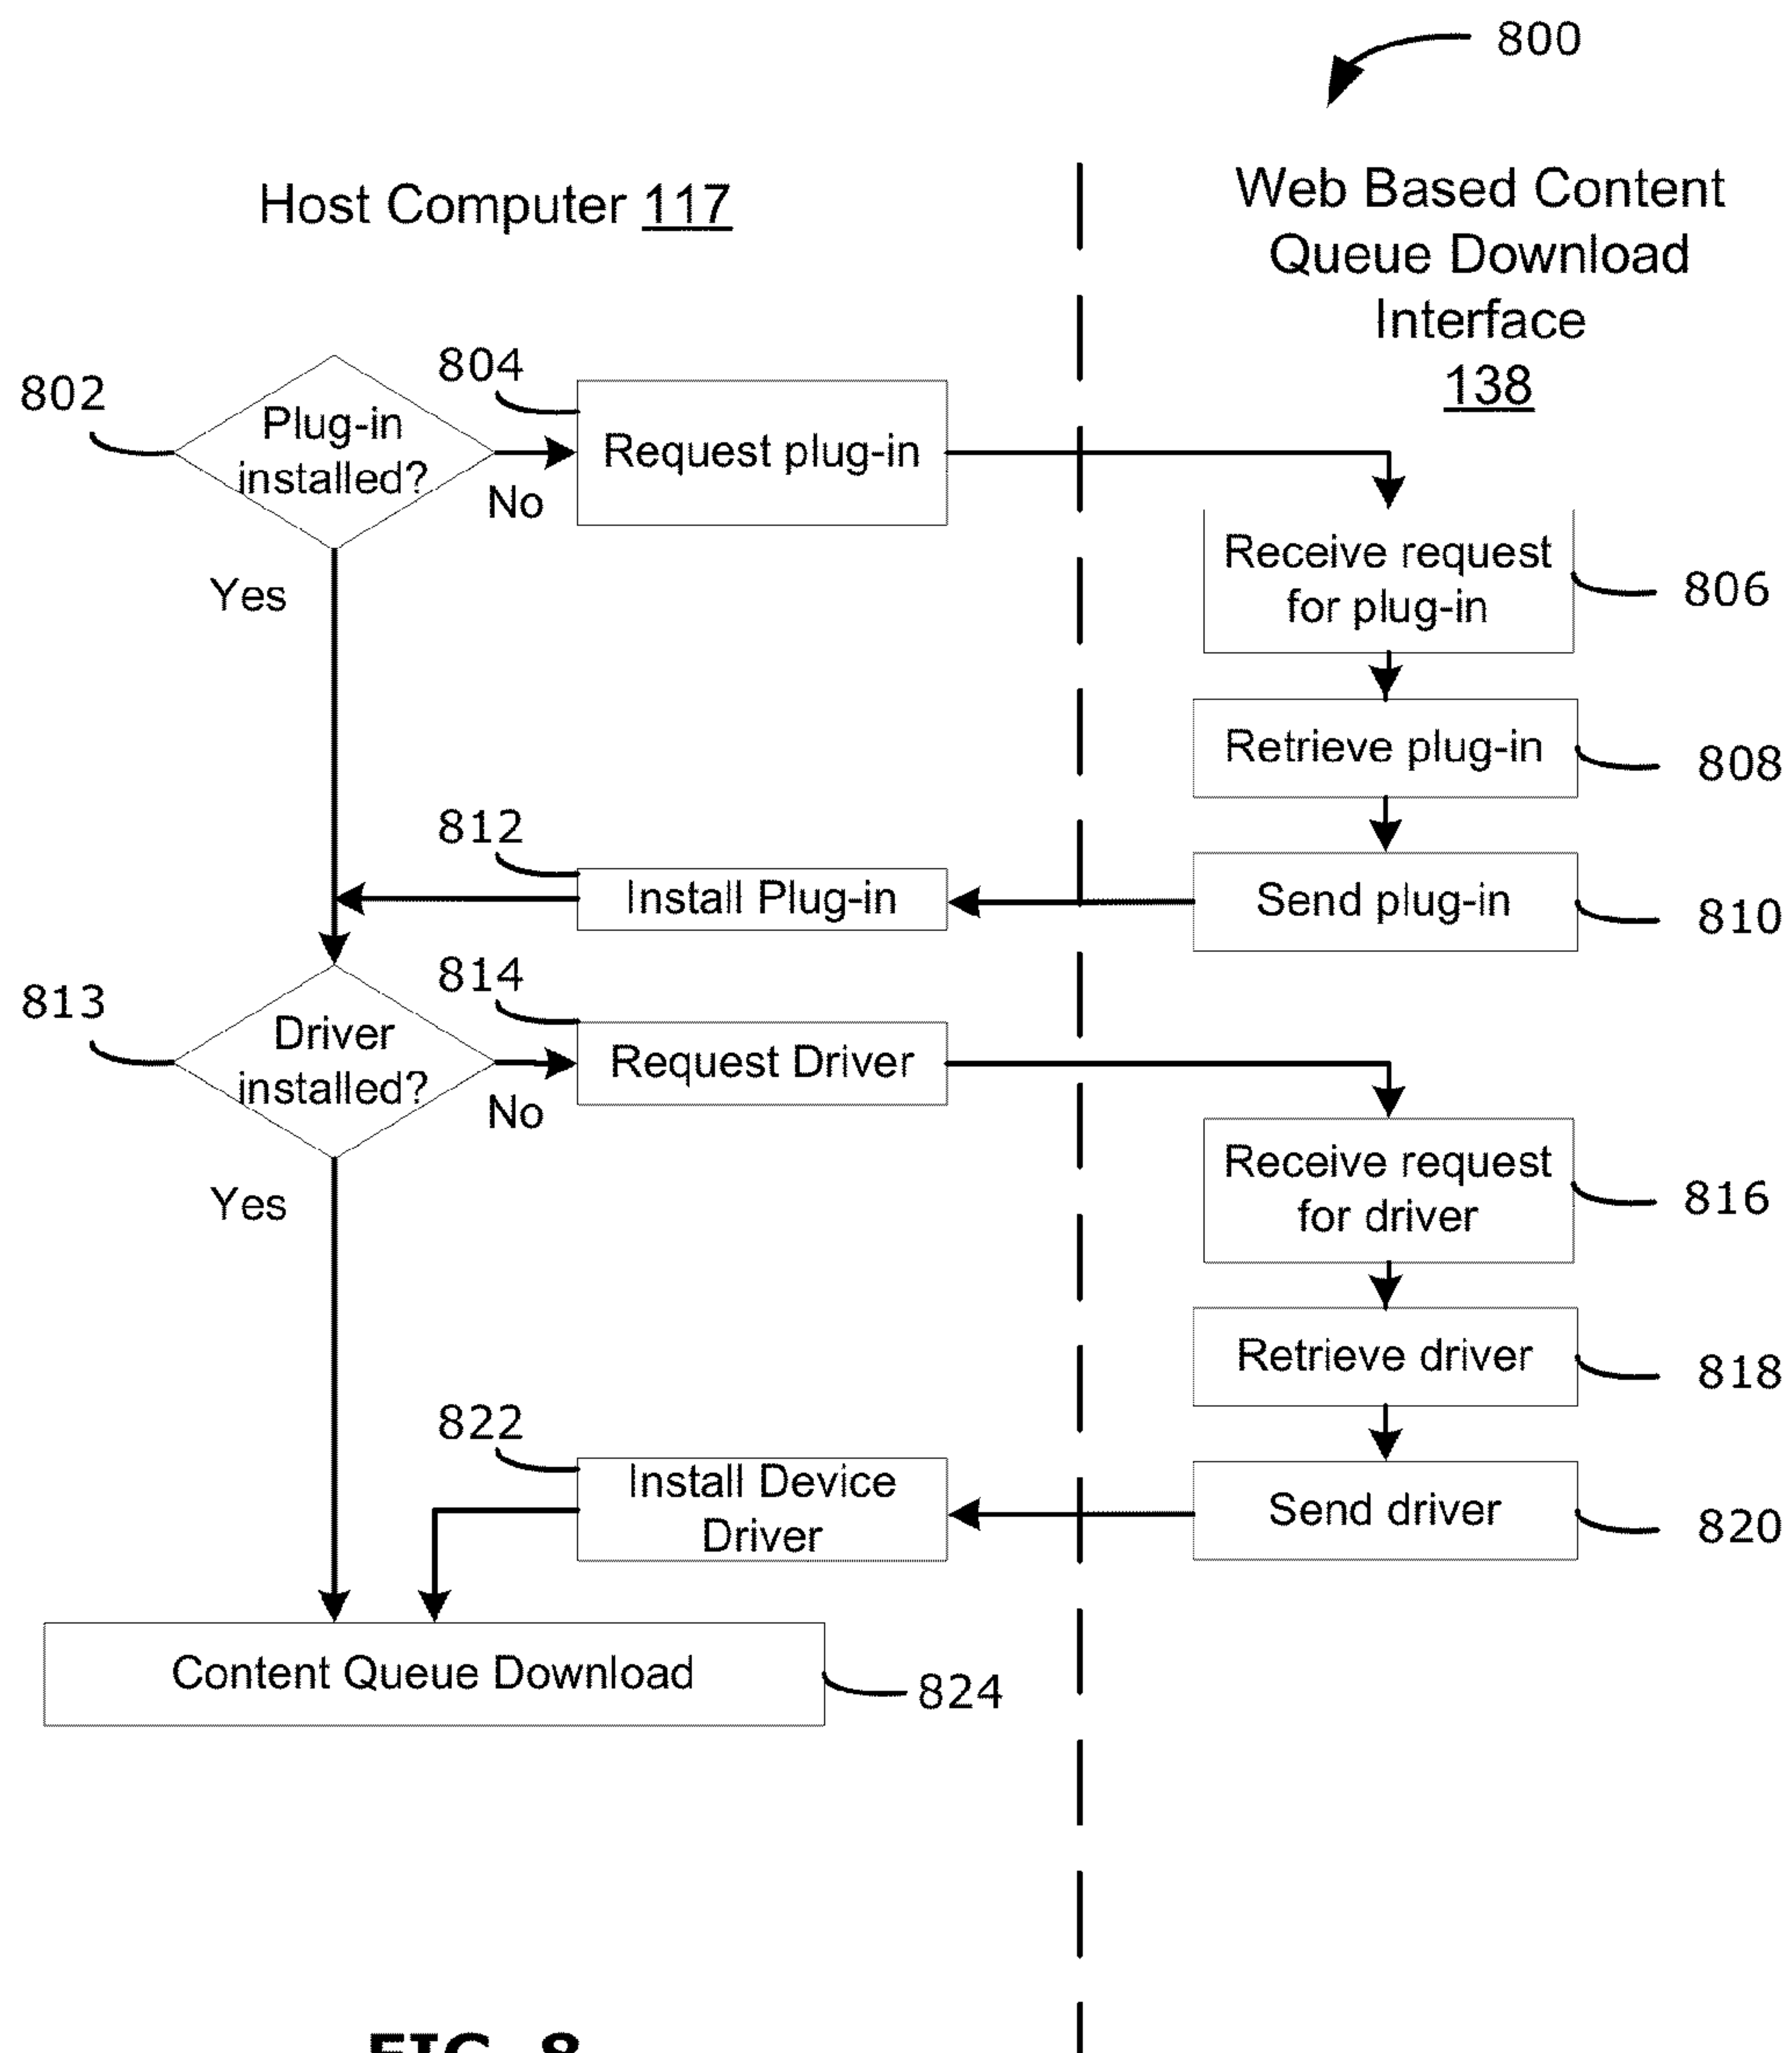 800
Host Computer 117
Web Based Content
Queue Download
Interface
138
802
Plug-in
installed?
No
Yes
804
Request plug-in
Receive request
for plug-in
806
Retrieve plug-in
808
812
Install Plug-in
Send plug-in
810
813
Driver
installed?
No
Yes
814
Request Driver
Receive request
for driver
816
Retrieve driver
818
822
Install Device
Driver
Send driver
820
Content Queue Download
824
FIG. 8